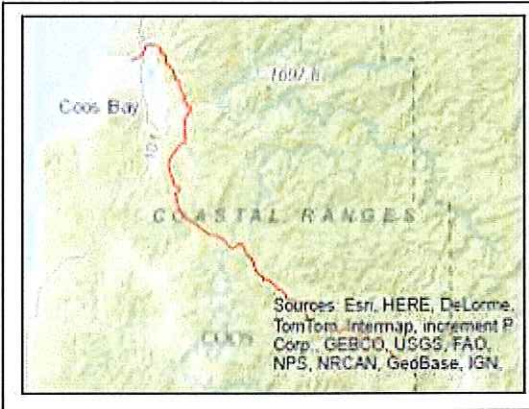 1697 ft
Coos Bay
101
COASTAL RANGES
COOS
Sources: Esri, HERE, DeLorme,
TomTom, Intermap, increment P
Corp., GEBCO, USGS, FAO,
NPS, NRCAN, GeoBase, IGN,